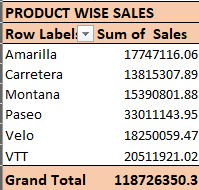 PRODUCT WISE SALES
Row Labels Sum of Sales
Amarilla 17747116.06
Carretera 13815307.89
Montana 15390801.88
Paseo 33011143.95
Velo 18250059.47
VTT 20511921.02
Grand Total 118726350.3